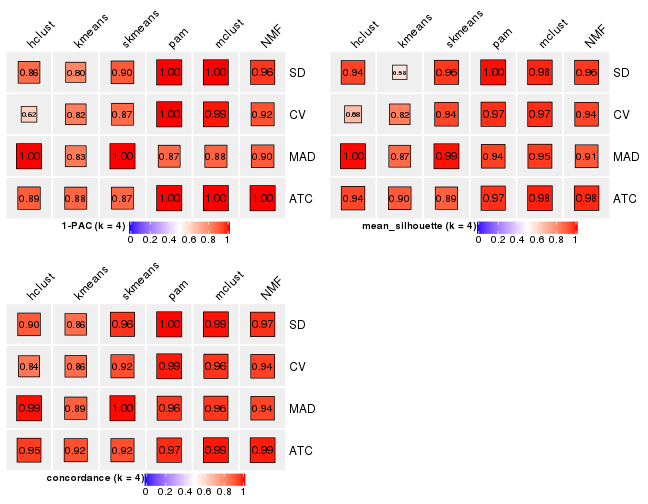 hclust kmeans skmeans pam mclust NMF
0.86 0.80 0.90 1.00 1.00 0.96 SD
0.62 0.82 0.87 1.00 0.99 0.92 CV
1.00 0.83 1.00 0.87 0.88 0.90 MAD
0.89 0.88 0.87 1.00 1.00 1.00 ATC
1-PAC (k = 4)
0 0.2 0.4 0.6 0.8 1
hclust kmeans skmeans pam mclust NMF
0.94 0.58 0.96 1.00 0.98 0.96 SD
0.68 0.82 0.94 0.97 0.97 0.94 CV
1.00 0.87 0.99 0.94 0.95 0.91 MAD
0.94 0.90 0.89 0.97 0.98 0.98 ATC
mean_silhouette (k = 4)
0 0.2 0.4 0.6 0.8 1
hclust kmeans skmeans pam mclust NMF
0.90 0.86 0.96 1.00 0.99 0.97 SD
0.84 0.86 0.92 0.99 0.96 0.94 CV
0.99 0.89 1.00 0.96 0.96 0.94 MAD
0.95 0.92 0.92 0.97 0.99 0.99 ATC
concordance (k = 4)
0 0.2 0.4 0.6 0.8 1